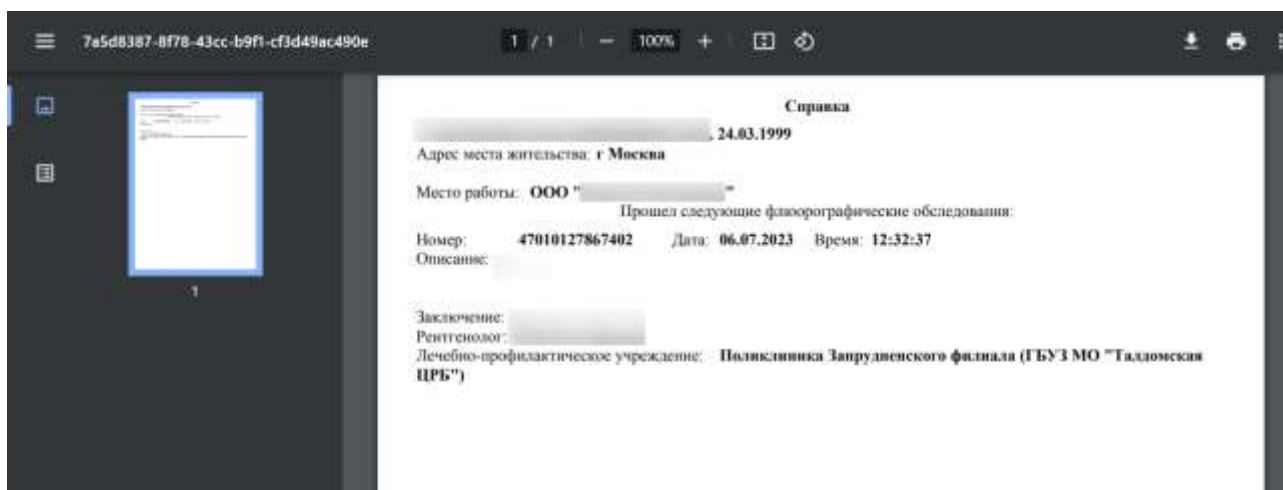 7a5d8387-8f78-43cc-b9f1-cf3d49ac490e
1 / 1
100%
1
Справка
, 24.03.1999
Адрес места жительства: г Москва
Место работы: ООО " "
Прошел следующие флюорографические обследования:
Номер: 47010127867402 Дата: 06.07.2023 Время: 12:32:37
Описание:
Заключение:
Рентгенолог:
Лечебно-профилактическое учреждение: Поликлиника Запрудненского филиала (ГБУЗ МО "Талдомская
ЦРБ")